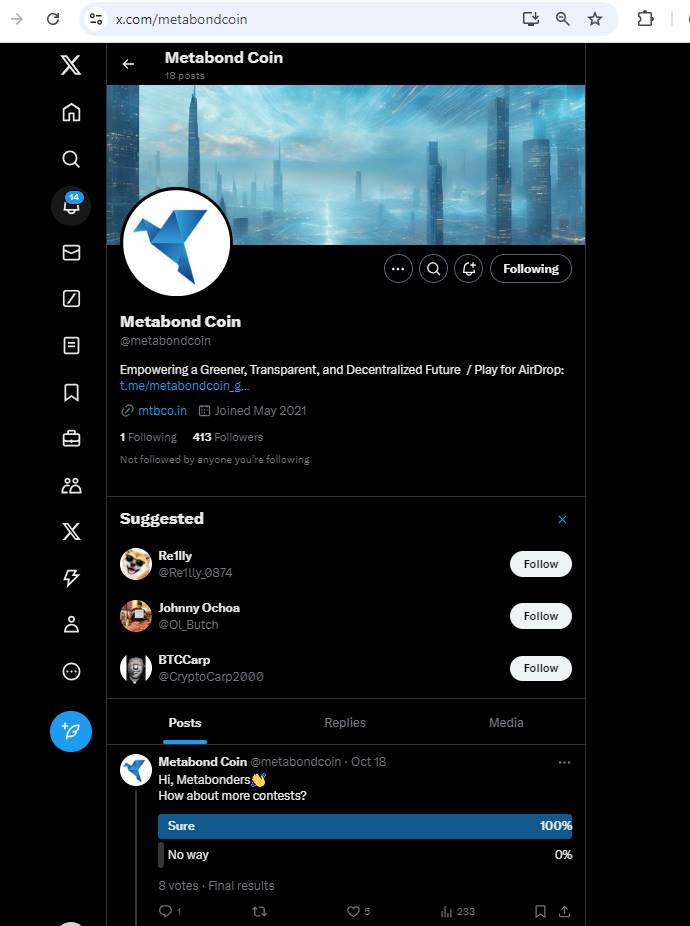 x.com/metabondcoin
Metabond Coin
18 posts
14
Following
Metabond Coin
@metabondcoin
Empowering a Greener, Transparent, and Decentralized Future / Play for AirDrop:
t.me/metabondcoin_g...
mtbco.in Joined May 2021
1 Following 413 Followers
Not followed by anyone you're following
Suggested
Re1lly
@Re1lly_0874
Follow
Johnny Ochoa
@Ol_Butch
Follow
BTCCarp
@CryptoCarp2000
Follow
Posts Replies Media
Metabond Coin @metabondcoin · Oct 18
Hi, Metabonders👋
How about more contests?
Sure 100%
No way 0%
8 votes · Final results
1 5 233